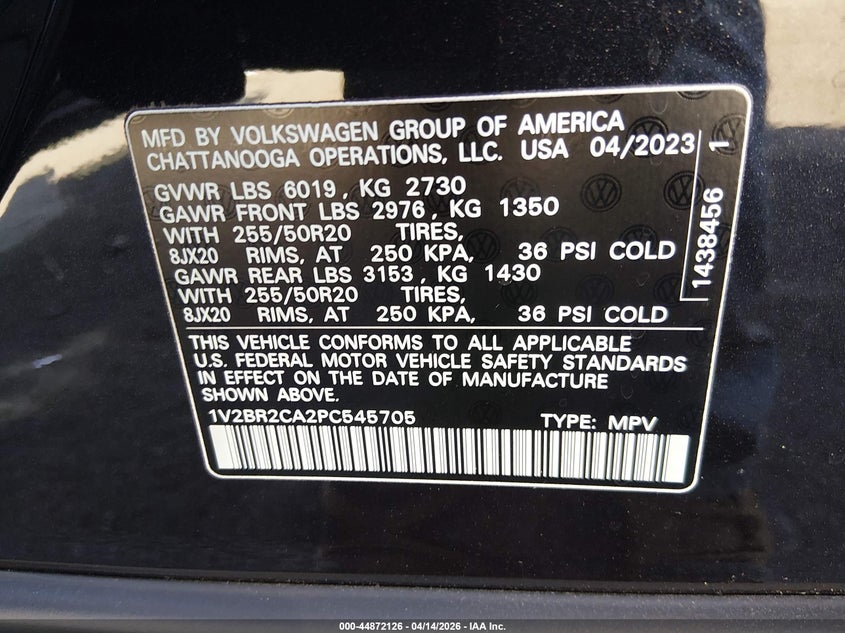 MFD BY VOLKSWAGEN GROUP OF AMERICA
CHATTANOOGA OPERATIONS, LLC. USA 04/2023
GVWR LBS 6019, KG 2730
GAWR FRONT LBS 2976, KG 1350
WITH 255/50R20 TIRES,
8JX20 RIMS, AT 250 KPA, 36 PSI COLD
GAWR REAR LBS 3153, KG 1430
WITH 255/50R20 TIRES,
8JX20 RIMS, AT 250 KPA, 36 PSI COLD
THIS VEHICLE CONFORMS TO ALL APPLICABLE
U.S. FEDERAL MOTOR VEHICLE SAFETY STANDARDS
IN EFFECT ON THE DATE OF MANUFACTURE
SHOWN ABOVE.
1V2BR2CA2PC545705 TYPE: MPV
1438456 1
000-44872126 - 04/14/2026 - IAA Inc.